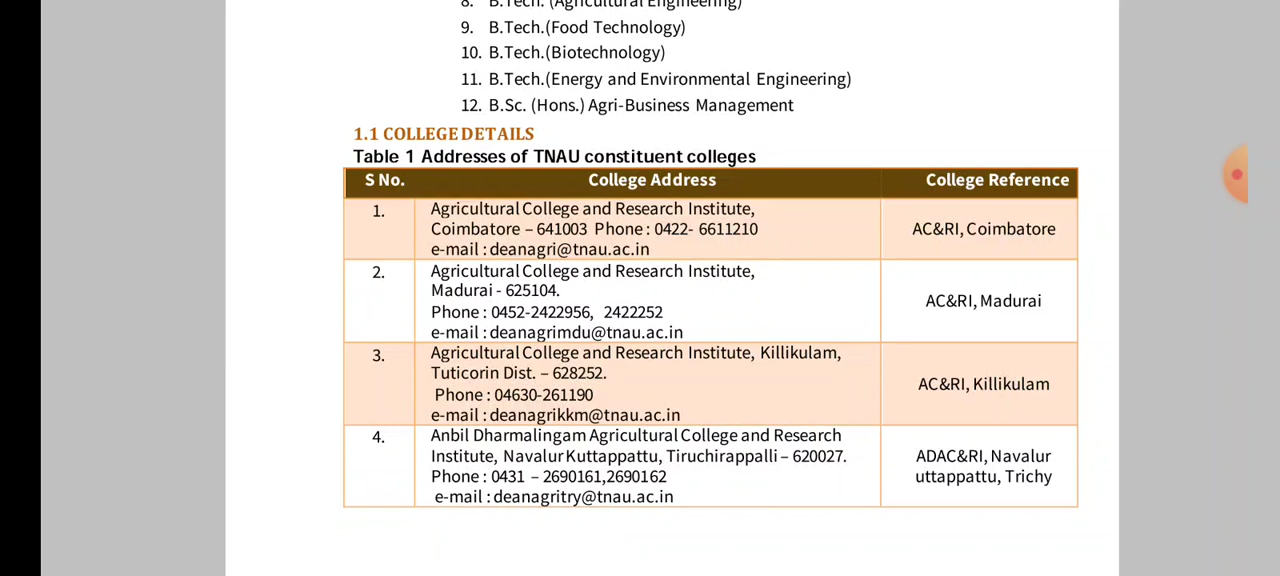 8. B.Tech. (Agricultural Engineering)
9. B.Tech.(Food Technology)
10. B.Tech.(Biotechnology)
11. B.Tech.(Energy and Environmental Engineering)
12. B.Sc. (Hons.) Agri-Business Management
1.1 COLLEGE DETAILS
Table 1 Addresses of TNAU constituent colleges
S No. College Address College Reference
1. Agricultural College and Research Institute,
Coimbatore – 641003 Phone : 0422- 6611210
e-mail : deanagri@tnau.ac.in
AC&RI, Coimbatore
2. Agricultural College and Research Institute,
Madurai - 625104.
Phone : 0452-2422956, 2422252
e-mail : deanagrimdu@tnau.ac.in
AC&RI, Madurai
3. Agricultural College and Research Institute, Killikulam,
Tuticorin Dist. – 628252.
Phone : 04630-261190
e-mail : deanagrikkm@tnau.ac.in
AC&RI, Killikulam
4. Anbil Dharmalingam Agricultural College and Research
Institute, Navalur Kuttappattu, Tiruchirappalli – 620027.
Phone : 0431 – 2690161,2690162
e-mail : deanagritry@tnau.ac.in
ADAC&RI, Navalur
uttappattu, Trichy